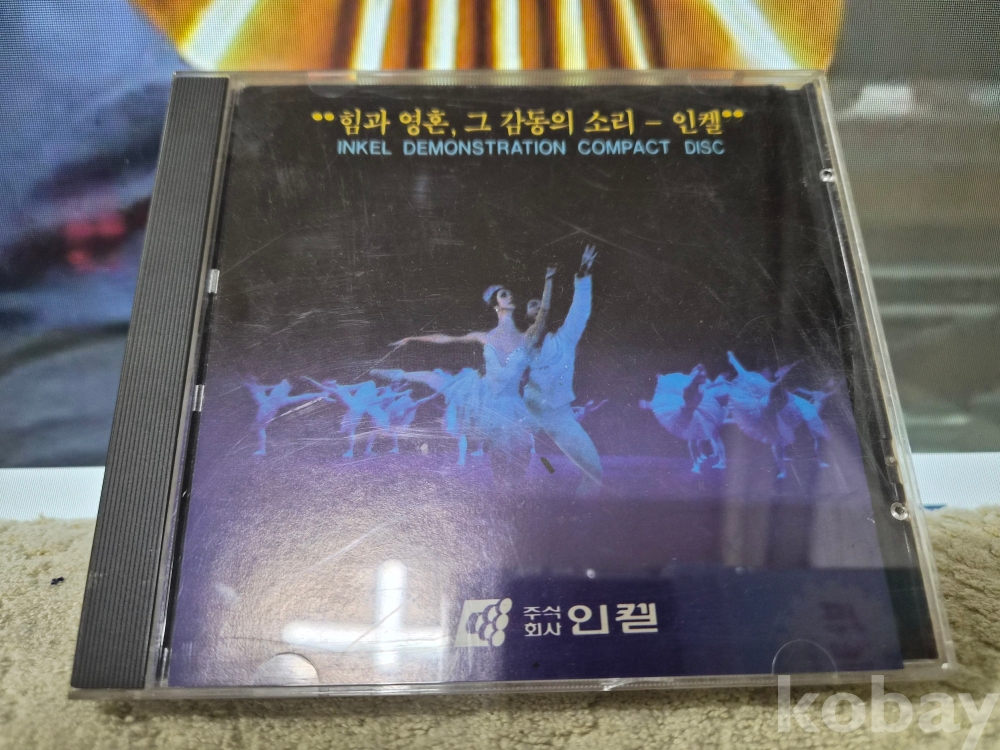 “힘과 영혼, 그 감동의 소리 - 인켈”
INKEL DEMONSTRATION COMPACT DISC
주식
회사 인켈
kobay